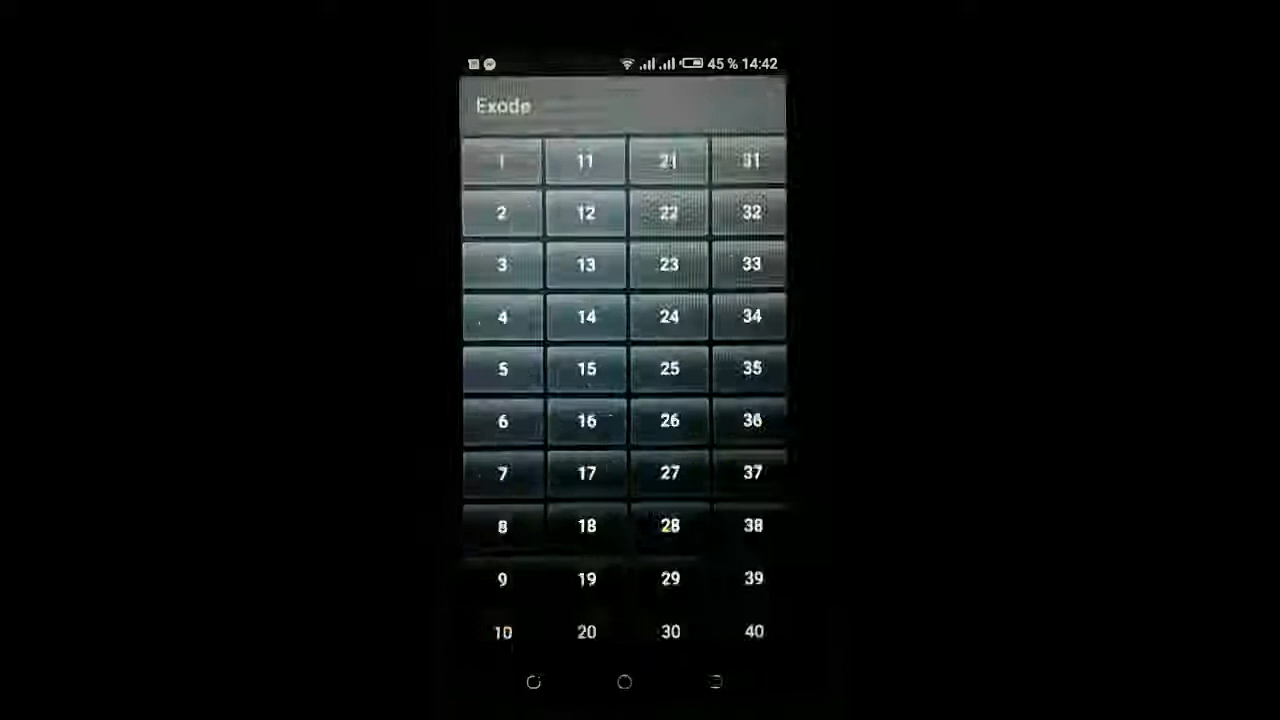 45 % 14:42
Exode
1 11 21 31
2 12 22 32
3 13 23 33
4 14 24 34
5 15 25 35
6 16 26 36
7 17 27 37
8 18 28 38
9 19 29 39
10 20 30 40